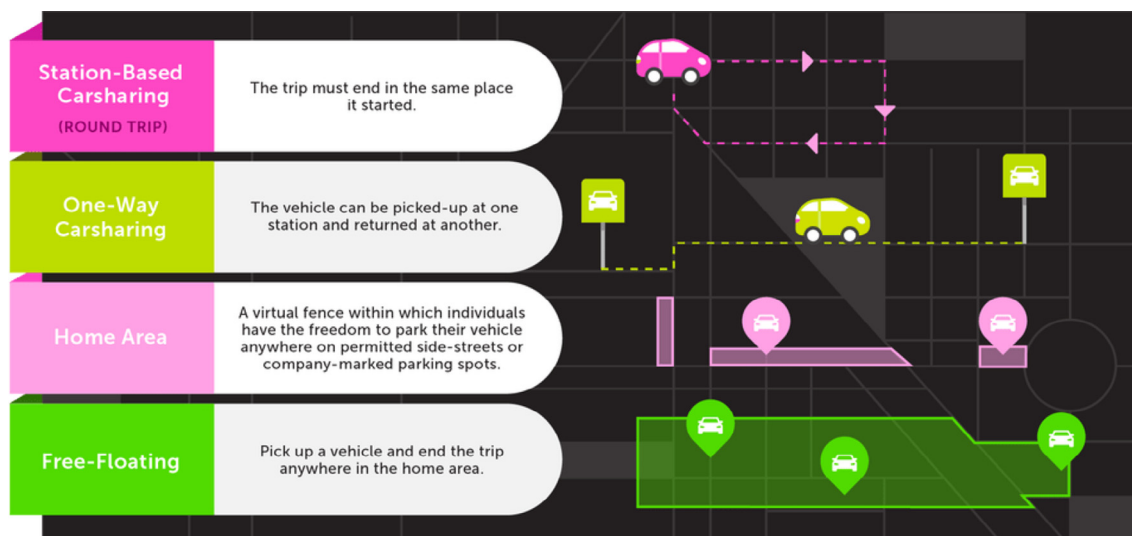 Station-Based
Carsharing
(ROUND TRIP)
The trip must end in the same place
it started.
One-Way
Carsharing
The vehicle can be picked-up at one
station and returned at another.
Home Area
A virtual fence within which individuals
have the freedom to park their vehicle
anywhere on permitted side-streets or
company-marked parking spots.
Free-Floating
Pick up a vehicle and end the trip
anywhere in the home area.